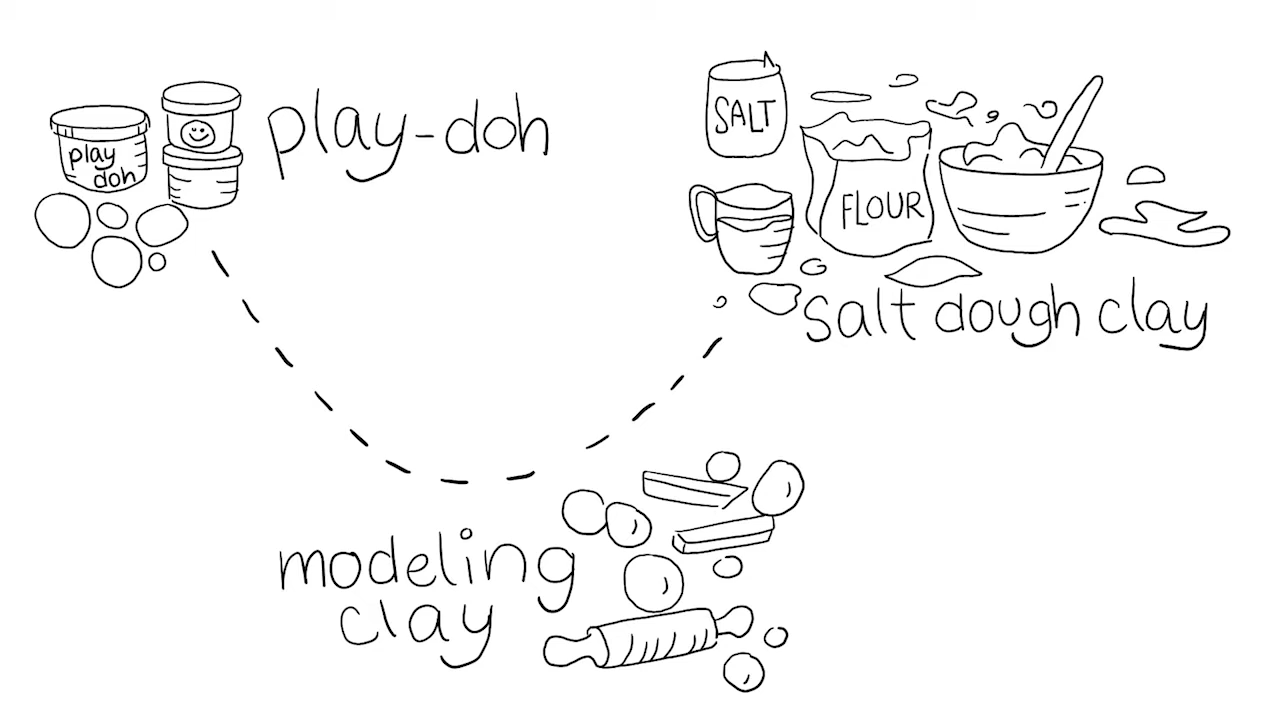 play
doh
play-doh
SALT
FLOUR
salt dough clay
modeling
clay